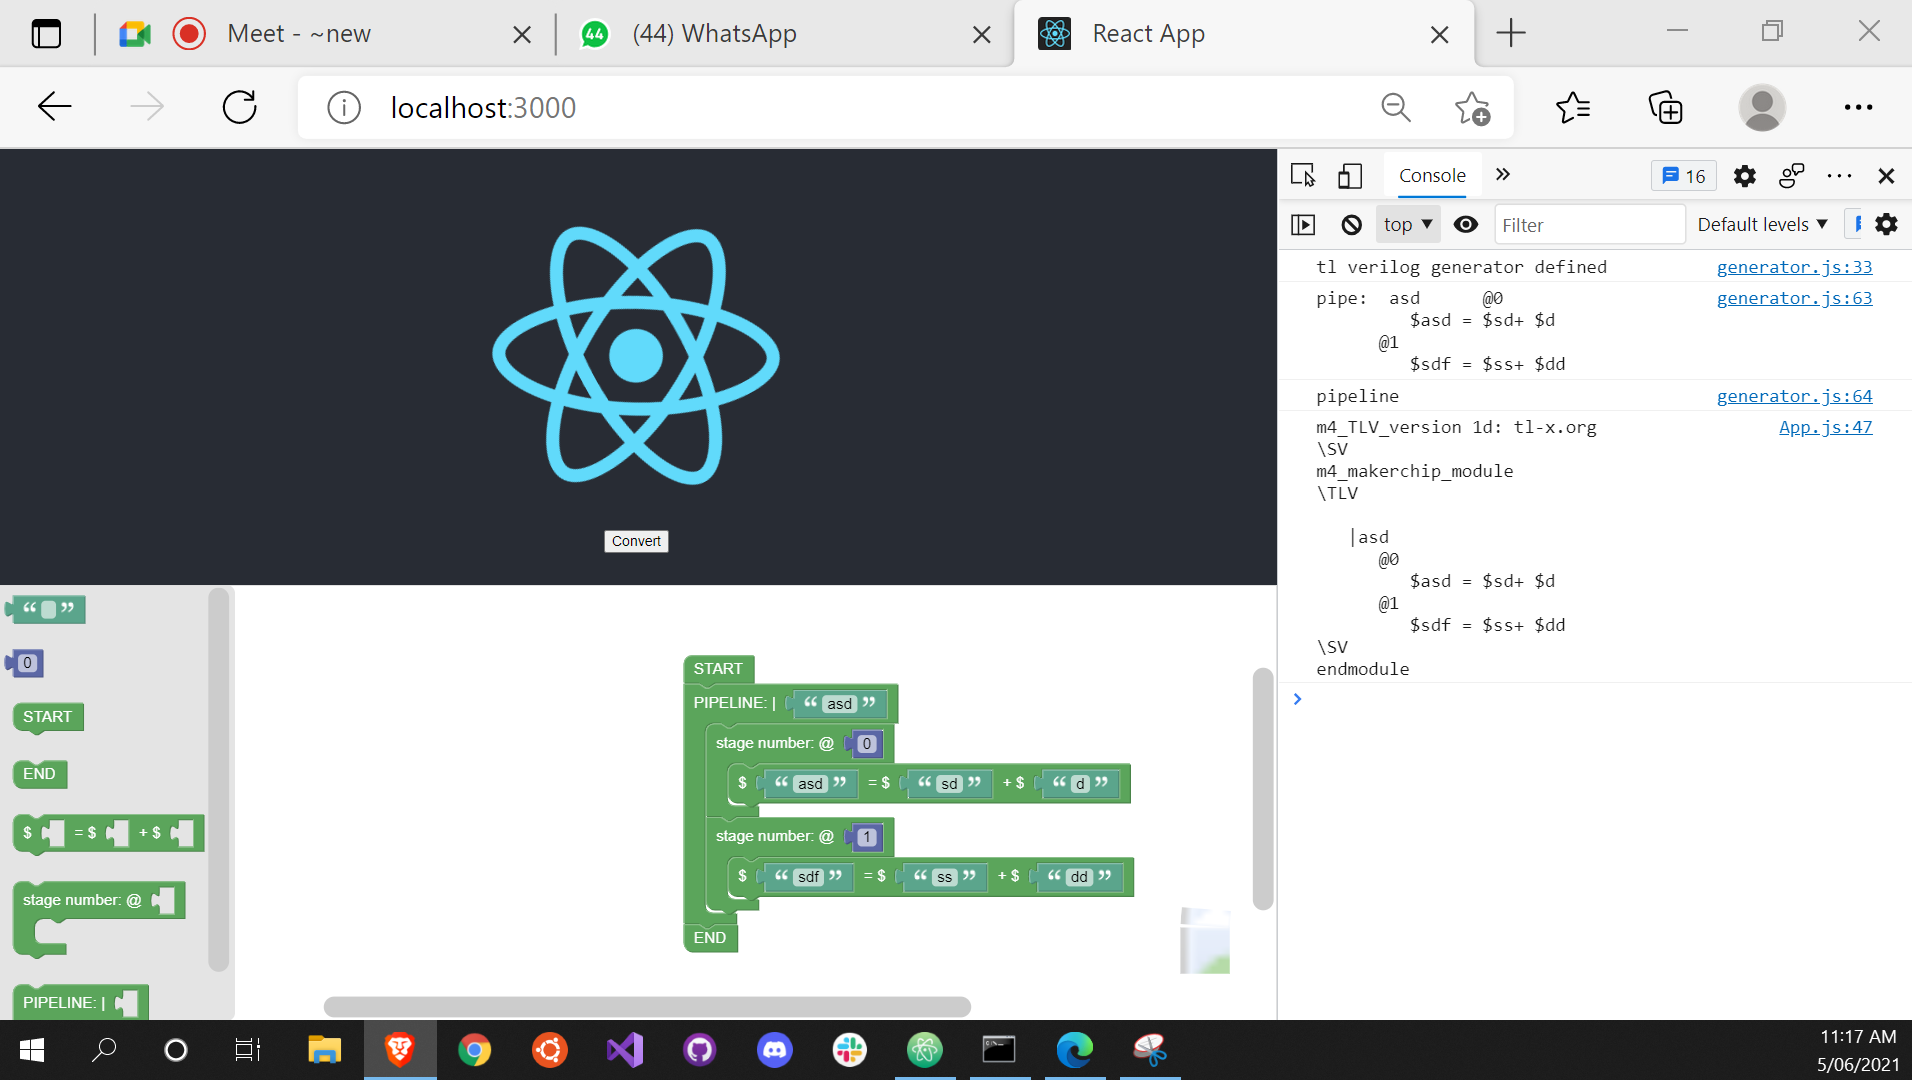 Meet - ~new
44
(44) WhatsApp
React App
localhost:3000
Console
16
top
Filter
Default levels
tl verilog generator defined generator.js:33
pipe:  asd      @0 generator.js:63
$asd = $sd+ $d
@1
$sdf = $ss+ $dd
pipeline generator.js:64
m4_TLV_version 1d: tl-x.org App.js:47
\SV
m4_makerchip_module
\TLV
|asd
@0
$asd = $sd+ $d
@1
$sdf = $ss+ $dd
\SV
endmodule
Convert
“ ”
0
START
END
$ = $ + $
stage number: @
PIPELINE: |
START
PIPELINE: | “ asd ”
stage number: @ 0
$ “ asd ” = $ “ sd ” + $ “ d ”
stage number: @ 1
$ “ sdf ” = $ “ ss ” + $ “ dd ”
END
11:17 AM
5/06/2021